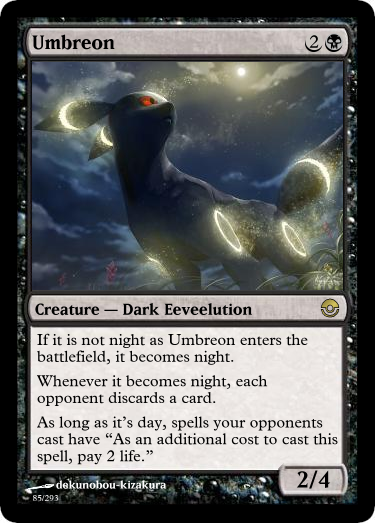 Umbreon 2
Creature — Dark Eeveelution
If it is not night as Umbreon enters the
battlefield, it becomes night.
Whenever it becomes night, each
opponent discards a card.
As long as it's day, spells your opponents
cast have “As an additional cost to cast this
spell, pay 2 life.”
2/4
dekunobou-kizakura
85/293